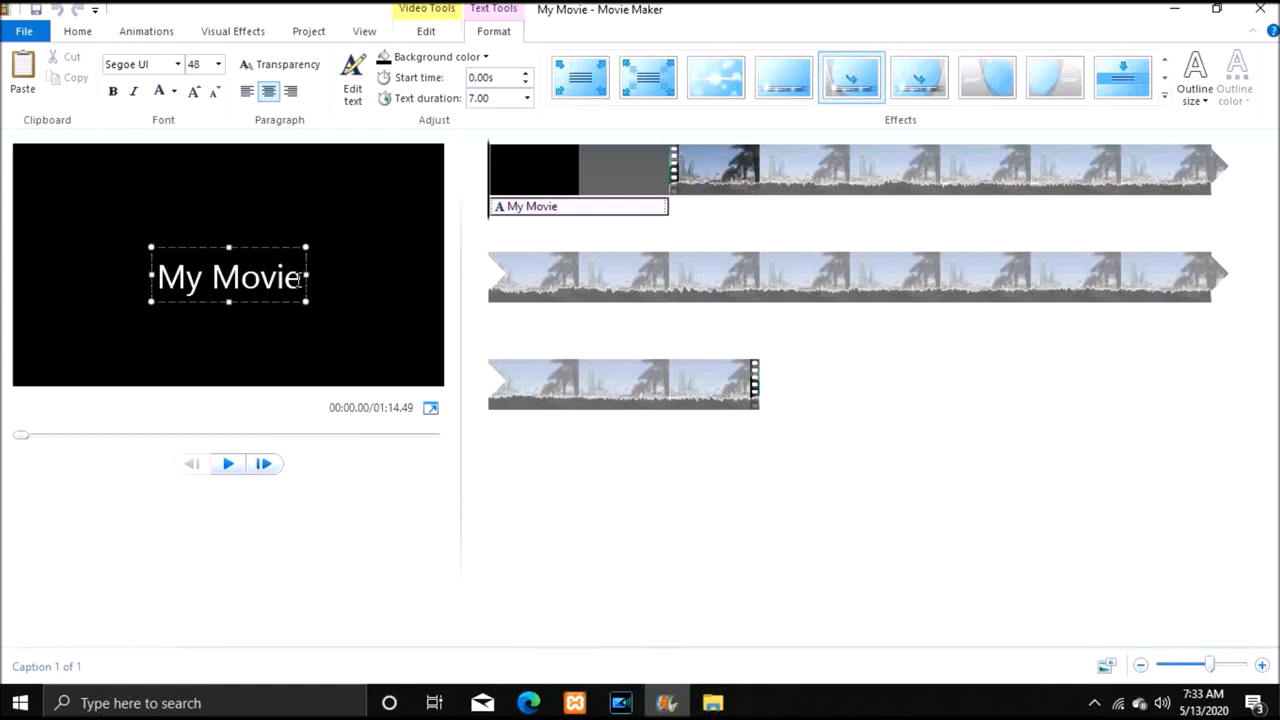 Video Tools
Text Tools
My Movie - Movie Maker
File
Home
Animations
Visual Effects
Project
View
Edit
Format
Paste
Cut
Copy
Clipboard
Segoe UI
48
B
I
A
A
A
Font
A Transparency
Paragraph
Edit text
Background color
Start time:
0.00s
Text duration:
7.00
Adjust
Effects
Outline size
Outline color
My Movie
A My Movie
00:00.00/01:14.49
Caption 1 of 1
Type here to search
7:33 AM
5/13/2020
3